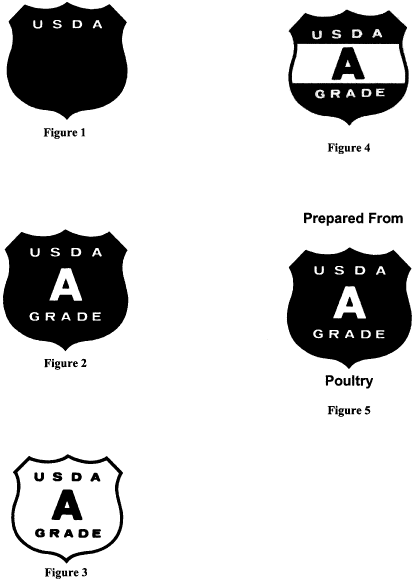 USDA
Figure 1
USDA
A
GRADE
Figure 2
USDA
A
GRADE
Figure 3
USDA
A
GRADE
Figure 4
Prepared From
USDA
A
GRADE
Poultry
Figure 5